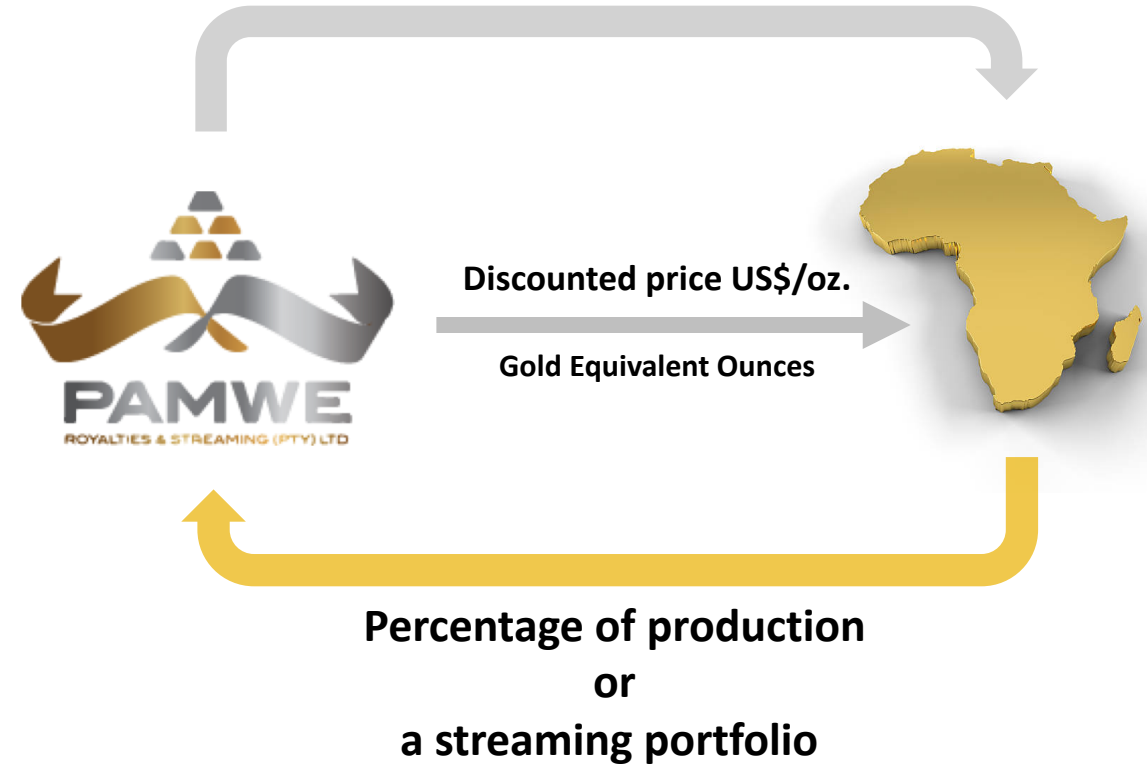 Discounted price US$/oz.
Gold Equivalent Ounces
PAMWE
ROYALTIES & STREAMING (PTY) LTD
Percentage of production
or
a streaming portfolio